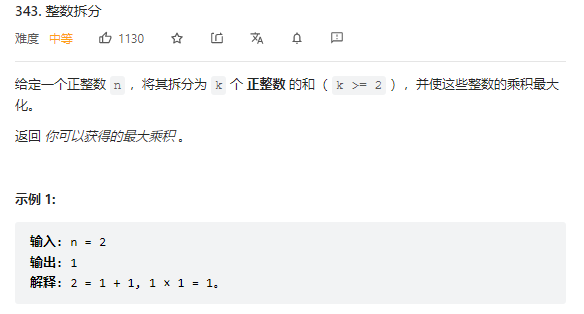 343. 整数拆分
难度 中等 1130
给定一个正整数 n ，将其拆分为 k 个 正整数 的和（ k >= 2 ），并使这些整数的乘积最大
化。
返回 你可以获得的最大乘积 。
示例 1:
输入: n = 2
输出: 1
解释: 2 = 1 + 1, 1 × 1 = 1。